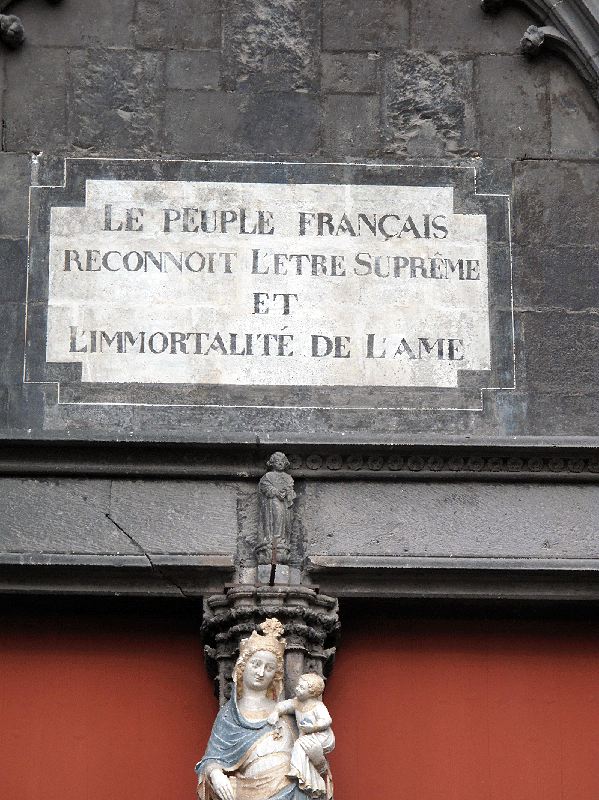 LE PEUPLE FRANÇAIS
RECONNOIT L'ETRE SUPRÊME
ET
L'IMMORTALITÉ DE L'AME